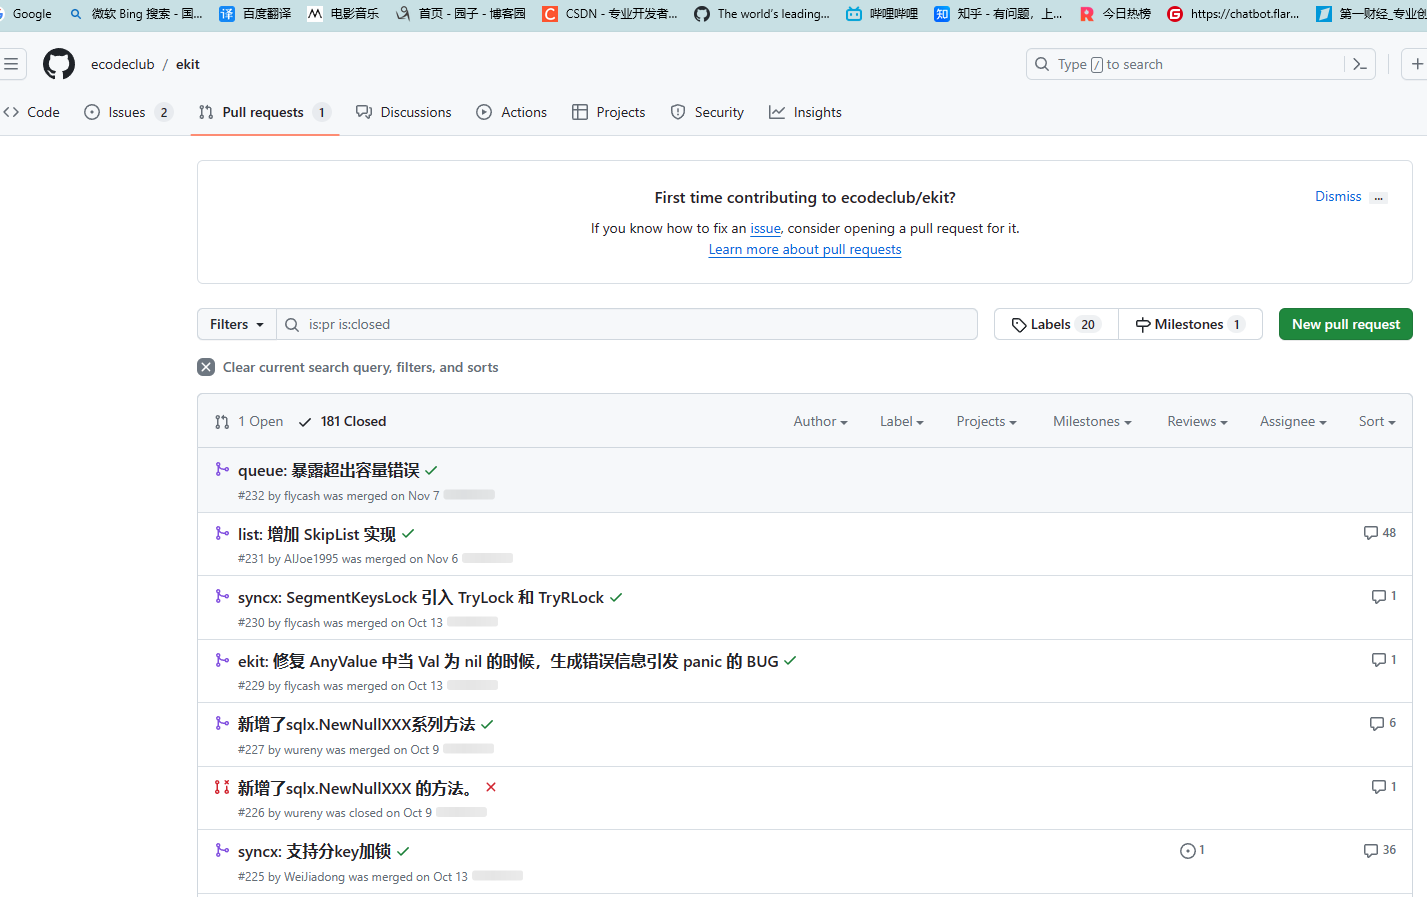 Google 微软 Bing 搜索 - 国... 百度翻译 电影音乐 首页 - 园子 - 博客园 CSDN - 专业开发者... The world's leading... 哔哩哔哩 知乎 - 有问题，上... 今日热榜 https://chatbot.flar... 第一财经_专业创
ecodeclub / ekit
Type / to search
Code Issues 2 Pull requests 1 Discussions Actions Projects Security Insights
First time contributing to ecodeclub/ekit?
Dismiss ...
If you know how to fix an issue, consider opening a pull request for it.
Learn more about pull requests
Filters is:pr is:closed Labels 20 Milestones 1 New pull request
Clear current search query, filters, and sorts
1 Open 181 Closed Author Label Projects Milestones Reviews Assignee Sort
queue: 暴露超出容量错误
#232 by flycash was merged on Nov 7
list: 增加 SkipList 实现 48
#231 by AlJoe1995 was merged on Nov 6
syncx: SegmentKeysLock 引入 TryLock 和 TryRLock 1
#230 by flycash was merged on Oct 13
ekit: 修复 AnyValue 中当 Val 为 nil 的时候，生成错误信息引发 panic 的 BUG 1
#229 by flycash was merged on Oct 13
新增了sqlx.NewNullXXX系列方法 6
#227 by wureny was merged on Oct 9
新增了sqlx.NewNullXXX 的方法。 1
#226 by wureny was closed on Oct 9
syncx: 支持分key加锁 1 36
#225 by WeiJiadong was merged on Oct 13